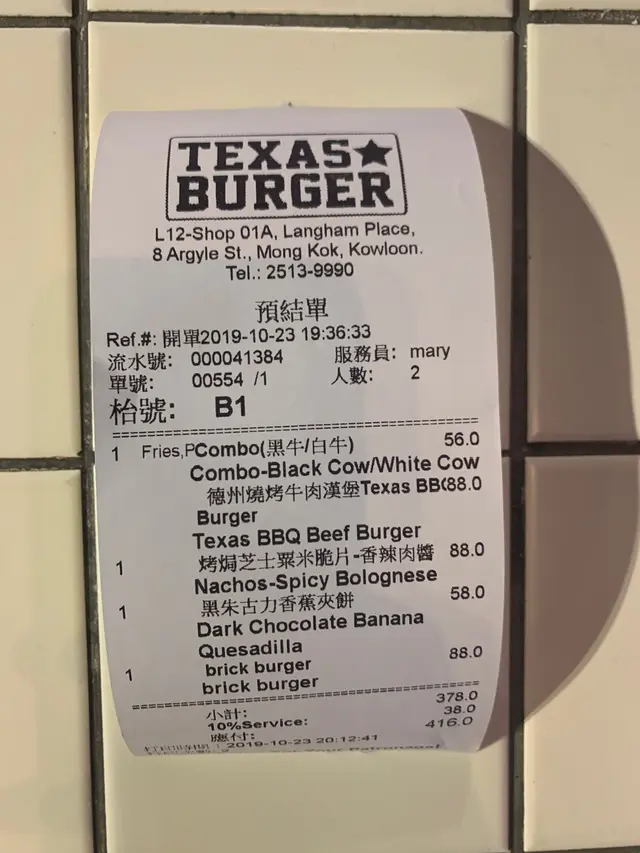 TEXAS★
BURGER
L12-Shop 01A, Langham Place,
8 Argyle St., Mong Kok, Kowloon.
Tel.: 2513-9990
預結單
Ref.#: 開單2019-10-23 19:36:33
流水號: 000041384 服務員: mary
單號: 00554 /1 人數: 2
枱號: B1
1 Fries,PCombo(黑牛/白牛) 56.0
Combo-Black Cow/White Cow
德州燒烤牛肉漢堡Texas BB(88.0
Burger
Texas BBQ Beef Burger
1 烤焗芝士粟米脆片-香辣肉醬 88.0
Nachos-Spicy Bolognese
1 黑朱古力香蕉夾餅 58.0
Dark Chocolate Banana
Quesadilla
1 brick burger 88.0
brick burger
小計: 378.0
10%Service: 38.0
應付: 416.0
2019-10-23 20:12:41